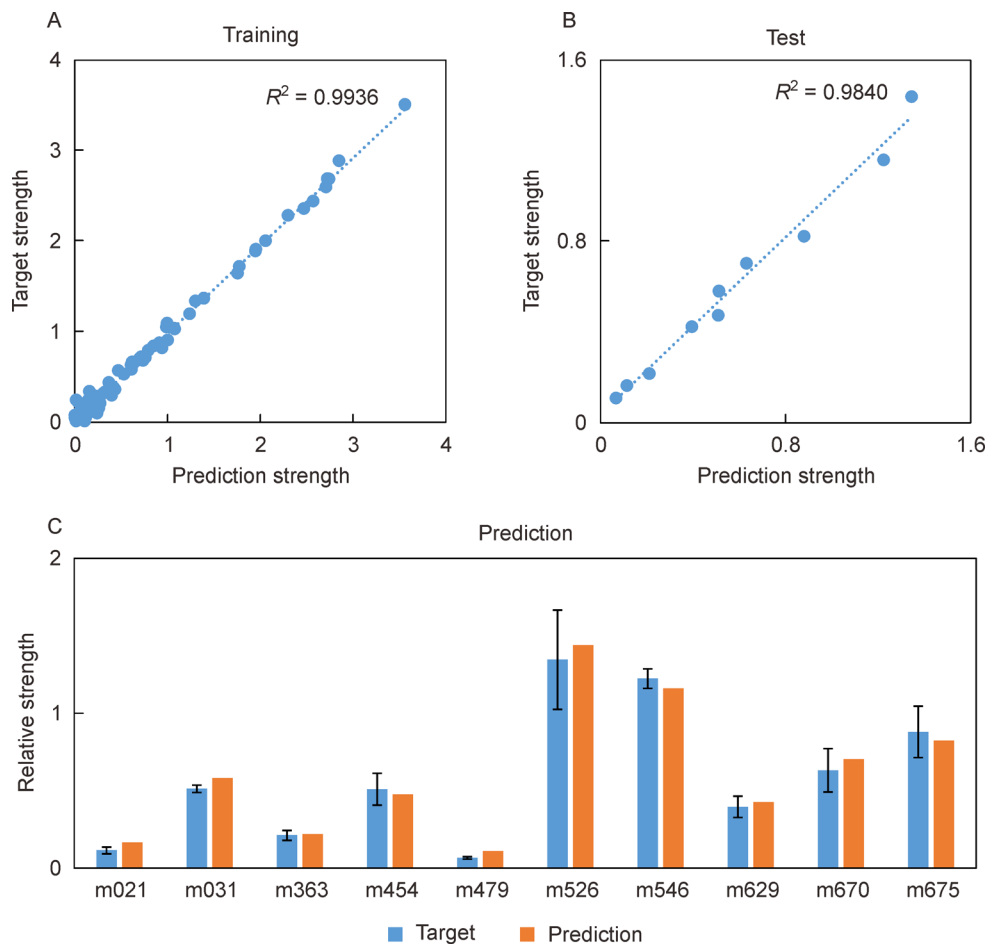 A
Training
R² = 0.9936
Target strength
4
3
2
1
0
0 1 2 3 4
Prediction strength
B
Test
R² = 0.9840
Target strength
1.6
0.8
0
0 0.8 1.6
Prediction strength
C
Prediction
Relative strength
2
1
0
m021 m031 m363 m454 m479 m526 m546 m629 m670 m675
Target Prediction